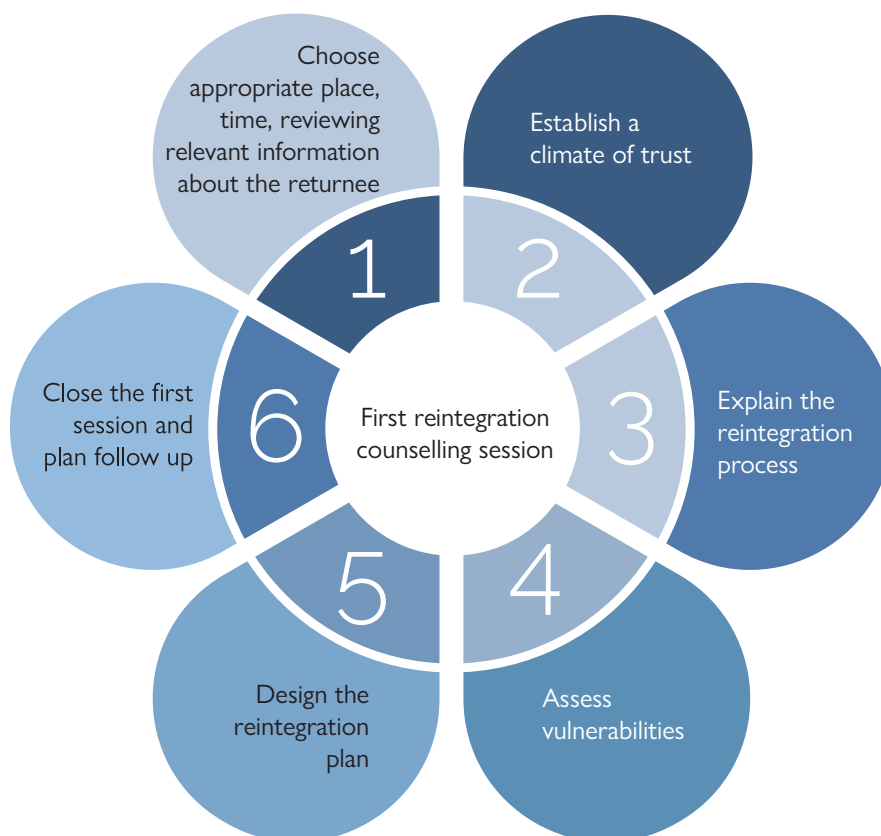 First reintegration
counselling session
1
Choose
appropriate place,
time, reviewing
relevant information
about the returnee
2
Establish a
climate of trust
3
Explain the
reintegration
process
4
Assess
vulnerabilities
5
Design the
reintegration
plan
6
Close the first
session and
plan follow up